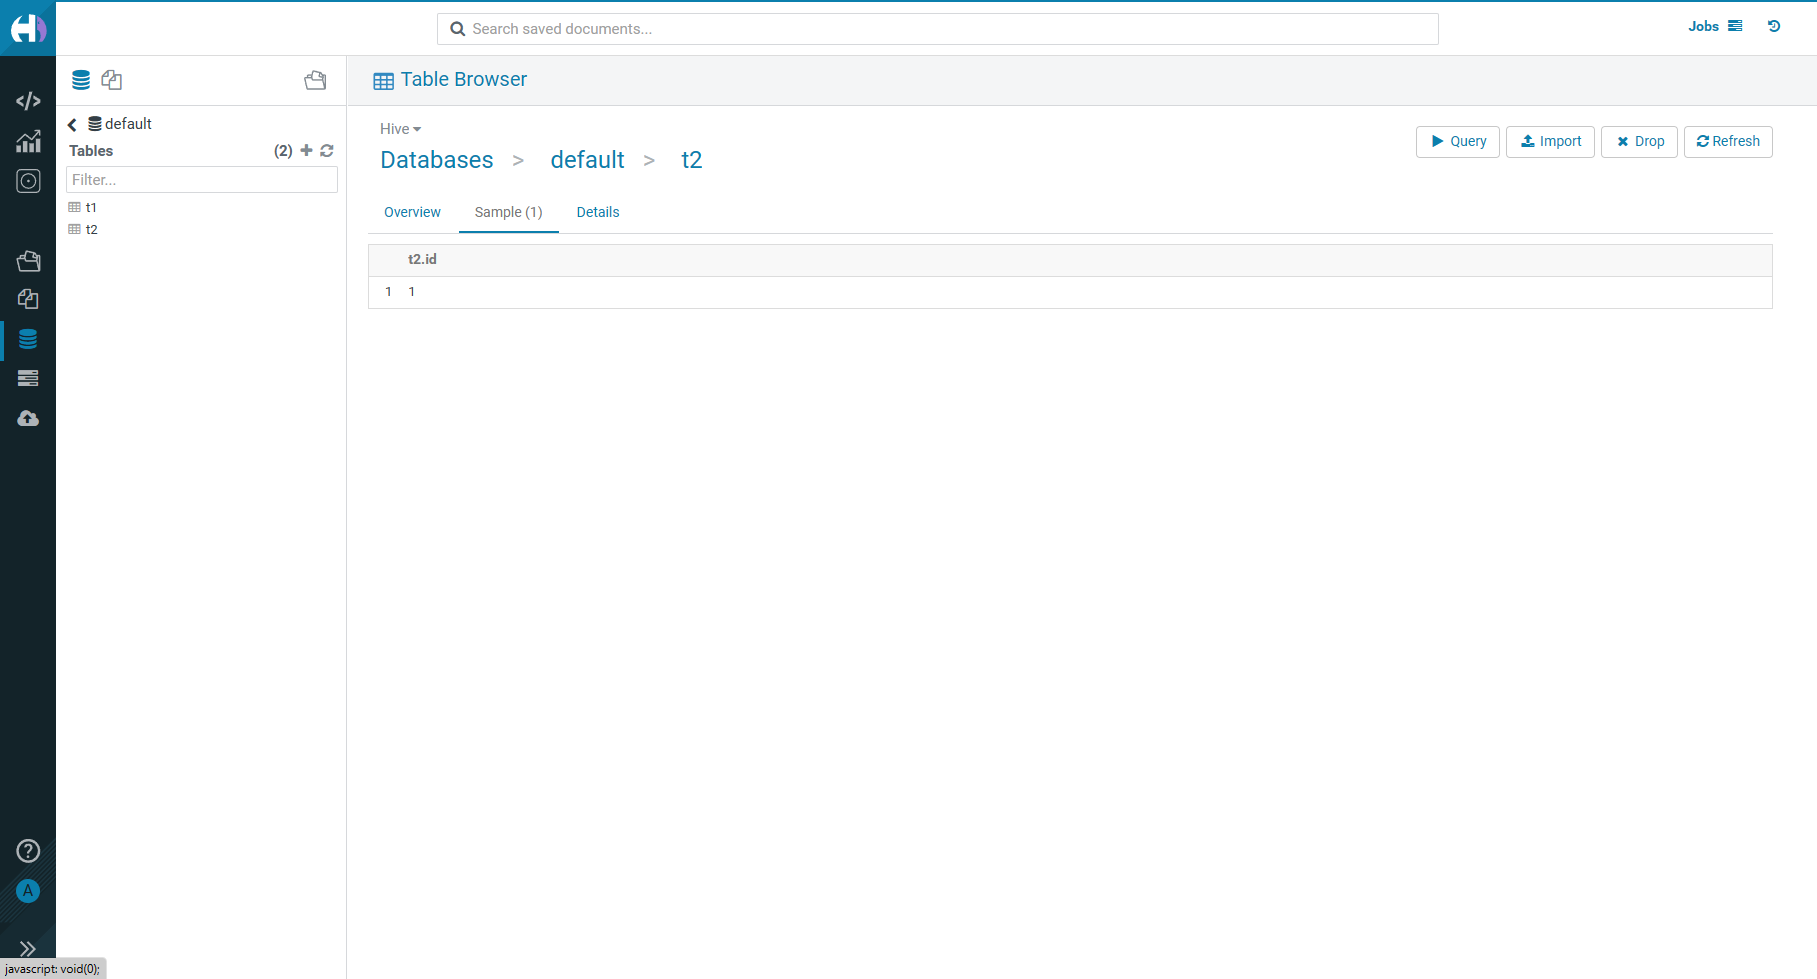 Search saved documents...
Jobs
Table Browser
default
Tables (2)
Filter...
t1
t2
Hive
Databases > default > t2
Query Import Drop Refresh
Overview Sample (1) Details
t2.id
1 1
A
javascript: void(0);